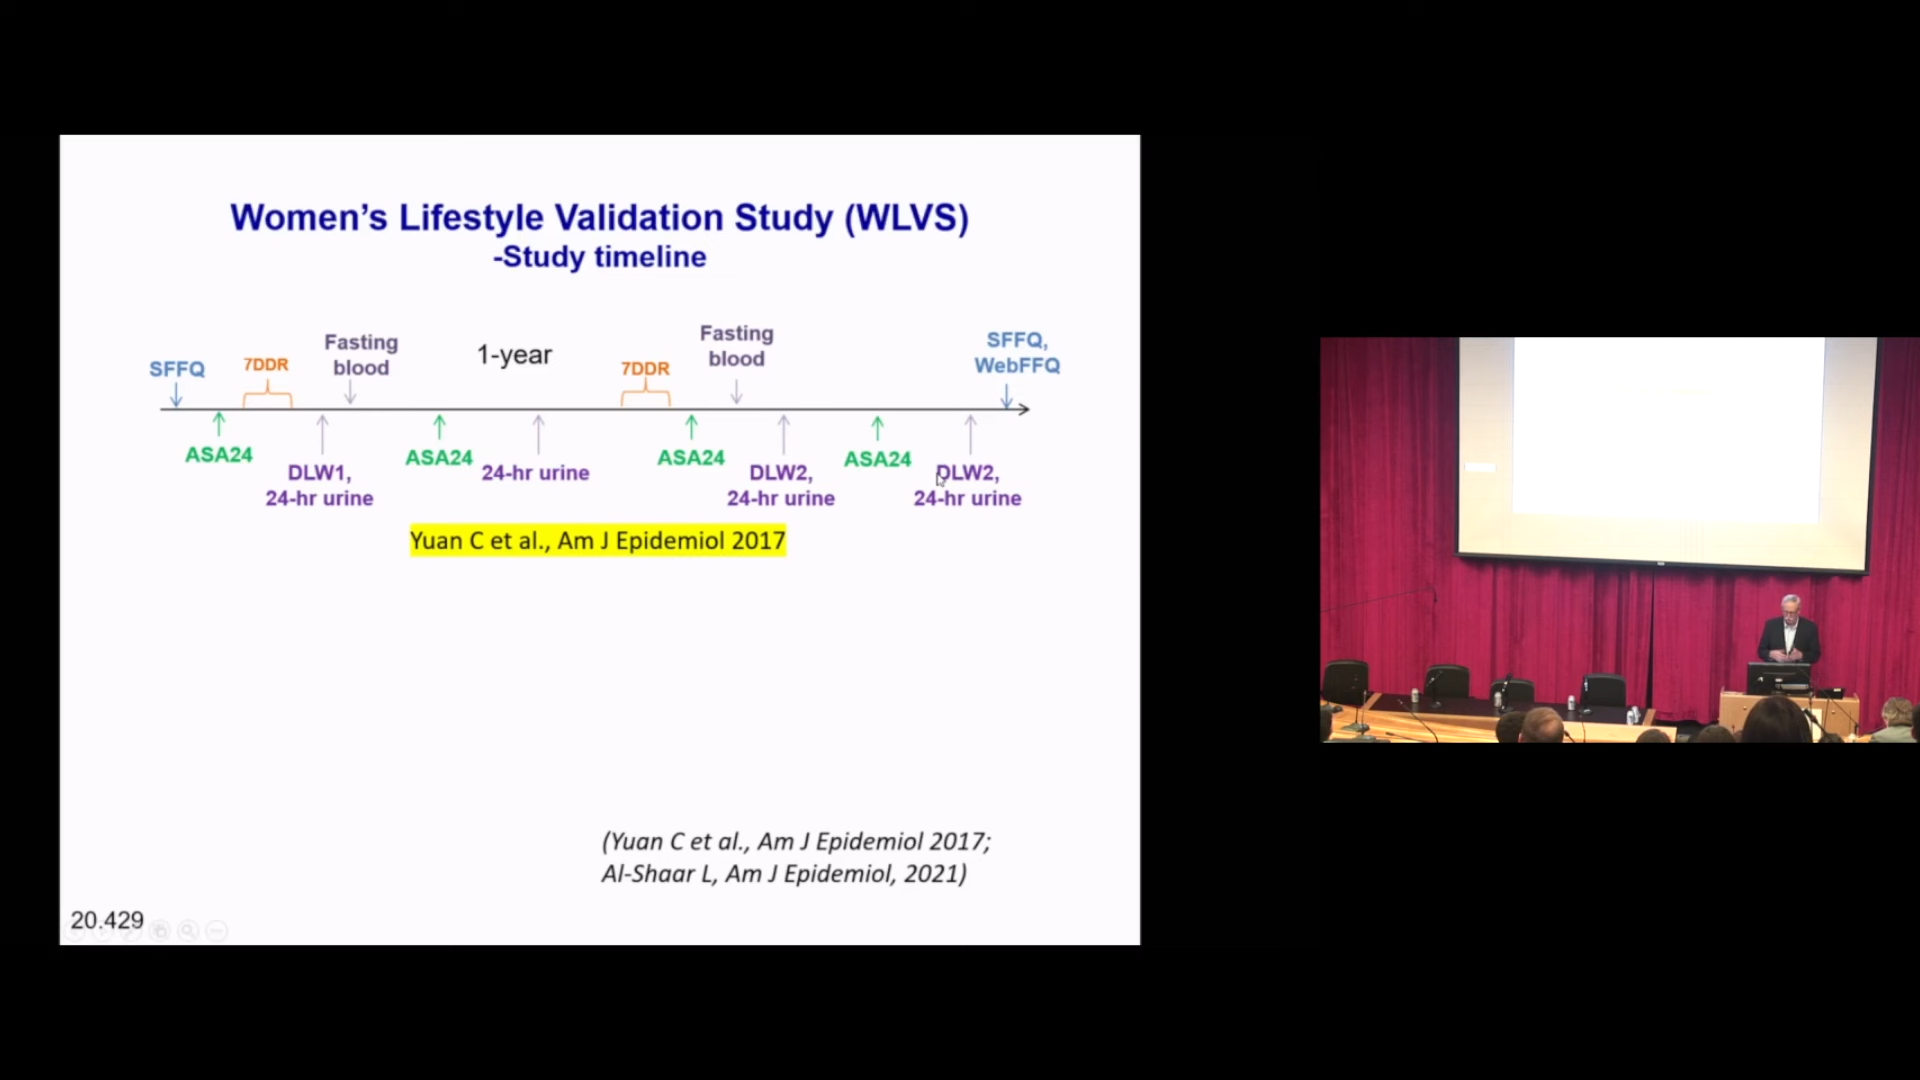 Women's Lifestyle Validation Study (WLVS)
-Study timeline
SFFQ
7DDR
Fasting
blood
1-year
7DDR
Fasting
blood
SFFQ,
WebFFQ
ASA24
DLW1,
24-hr urine
ASA24
24-hr urine
ASA24
DLW2,
24-hr urine
ASA24
DLW2,
24-hr urine
Yuan C et al., Am J Epidemiol 2017
(Yuan C et al., Am J Epidemiol 2017;
Al-Shaar L, Am J Epidemiol, 2021)
20.429